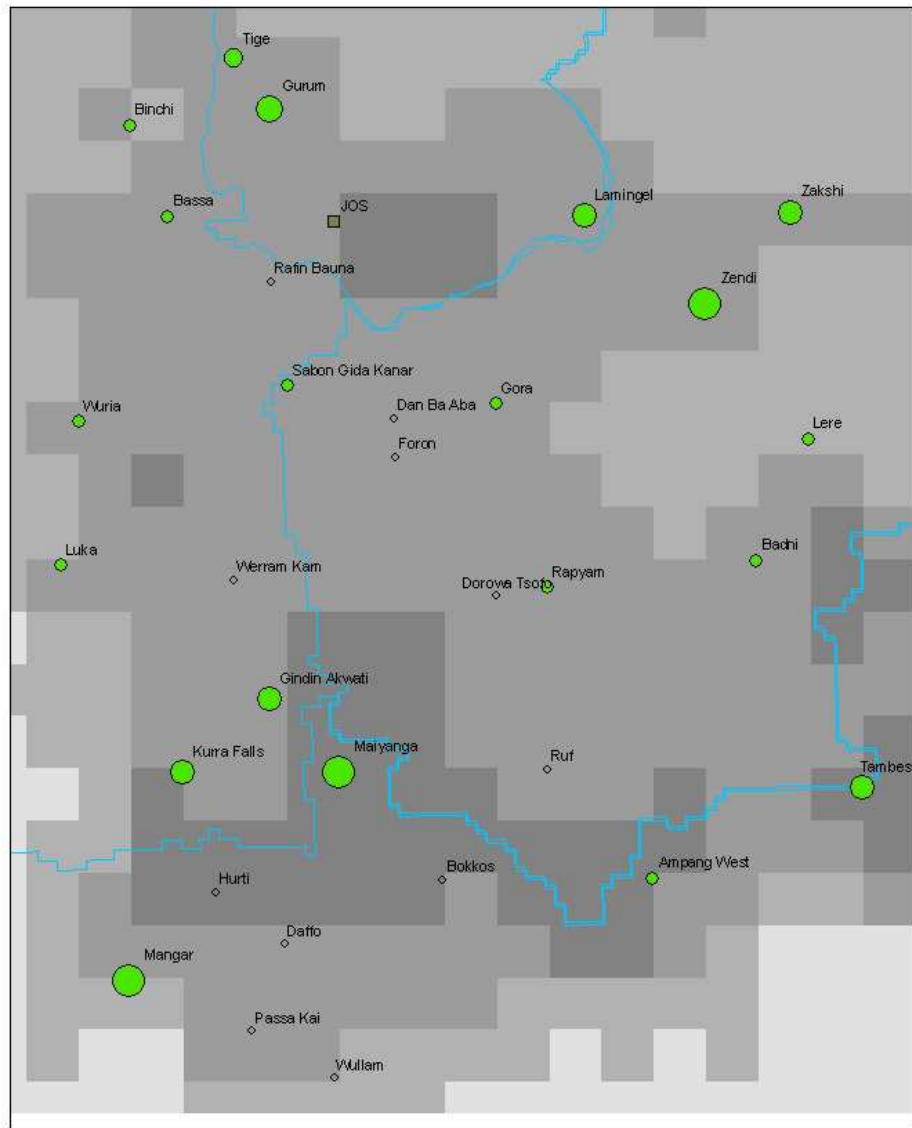 Tige
Gurum
Binchi
Bassa
JOS
Lamingel
Zakshi
Rafin Bauna
Zendi
Sabon Gida Kanar
Gora
Dan Ba Aba
Wuria
Lere
Foron
Luka
Werram Kam
Badhi
Dorowa Tsofo
Rapyam
Gindin Akwati
Kurra Falls
Maiyanga
Ruf
Tambes
Hurti
Bokkos
Ampang West
Daffo
Mangar
Passa Kai
Wullam